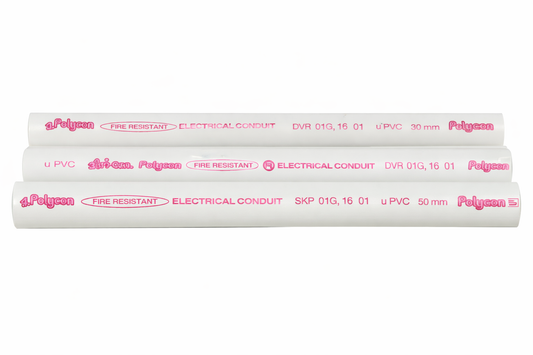 Polycon FIRE RESISTANT ELECTRICAL CONDUIT DVR 01G, 16 01 u PVC 30 mm Polycon
u PVC Polycon FIRE RESISTANT R ELECTRICAL CONDUIT DVR 01G, 16 01 Polycon
Polycon FIRE RESISTANT ELECTRICAL CONDUIT SKP 01G, 16 01 u PVC 50 mm Polycon